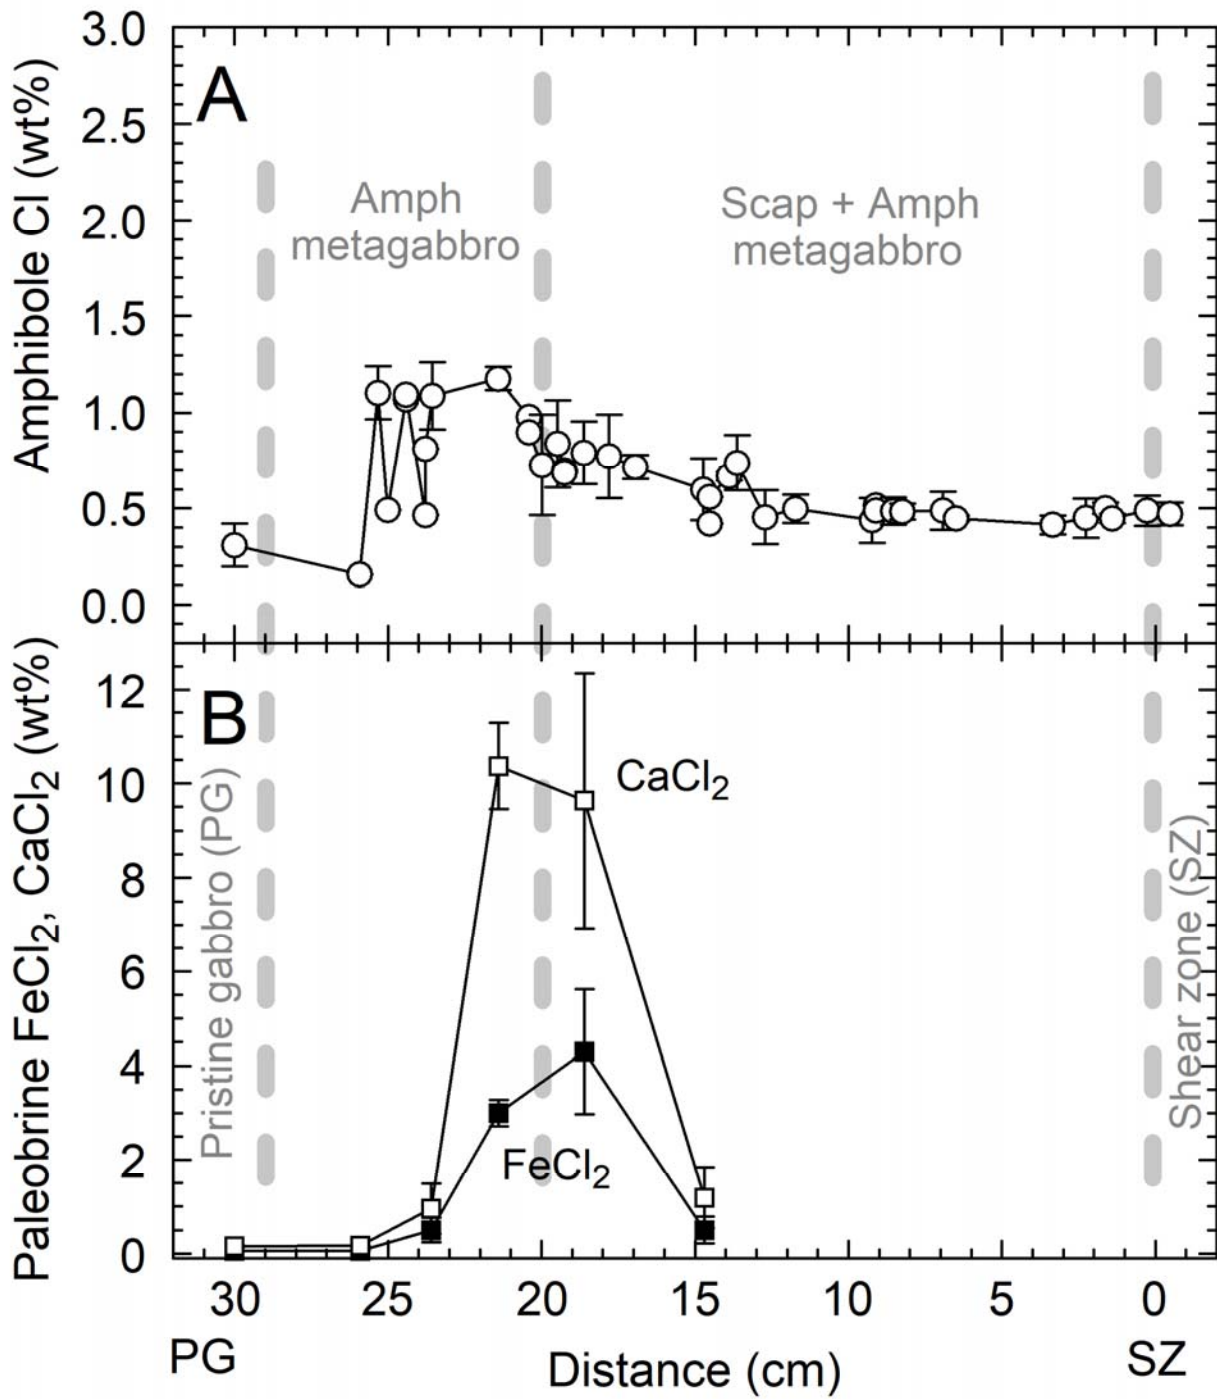 3.0
2.5
2.0
1.5
1.0
0.5
0.0
Amphibole Cl (wt%)
A
Amph
metagabbro
Scap + Amph
metagabbro
12
10
8
6
4
2
0
Paleobrine FeCl₂, CaCl₂ (wt%)
B
Pristine gabbro (PG)
CaCl₂
FeCl₂
Shear zone (SZ)
30 25 20 15 10 5 0
PG Distance (cm) SZ